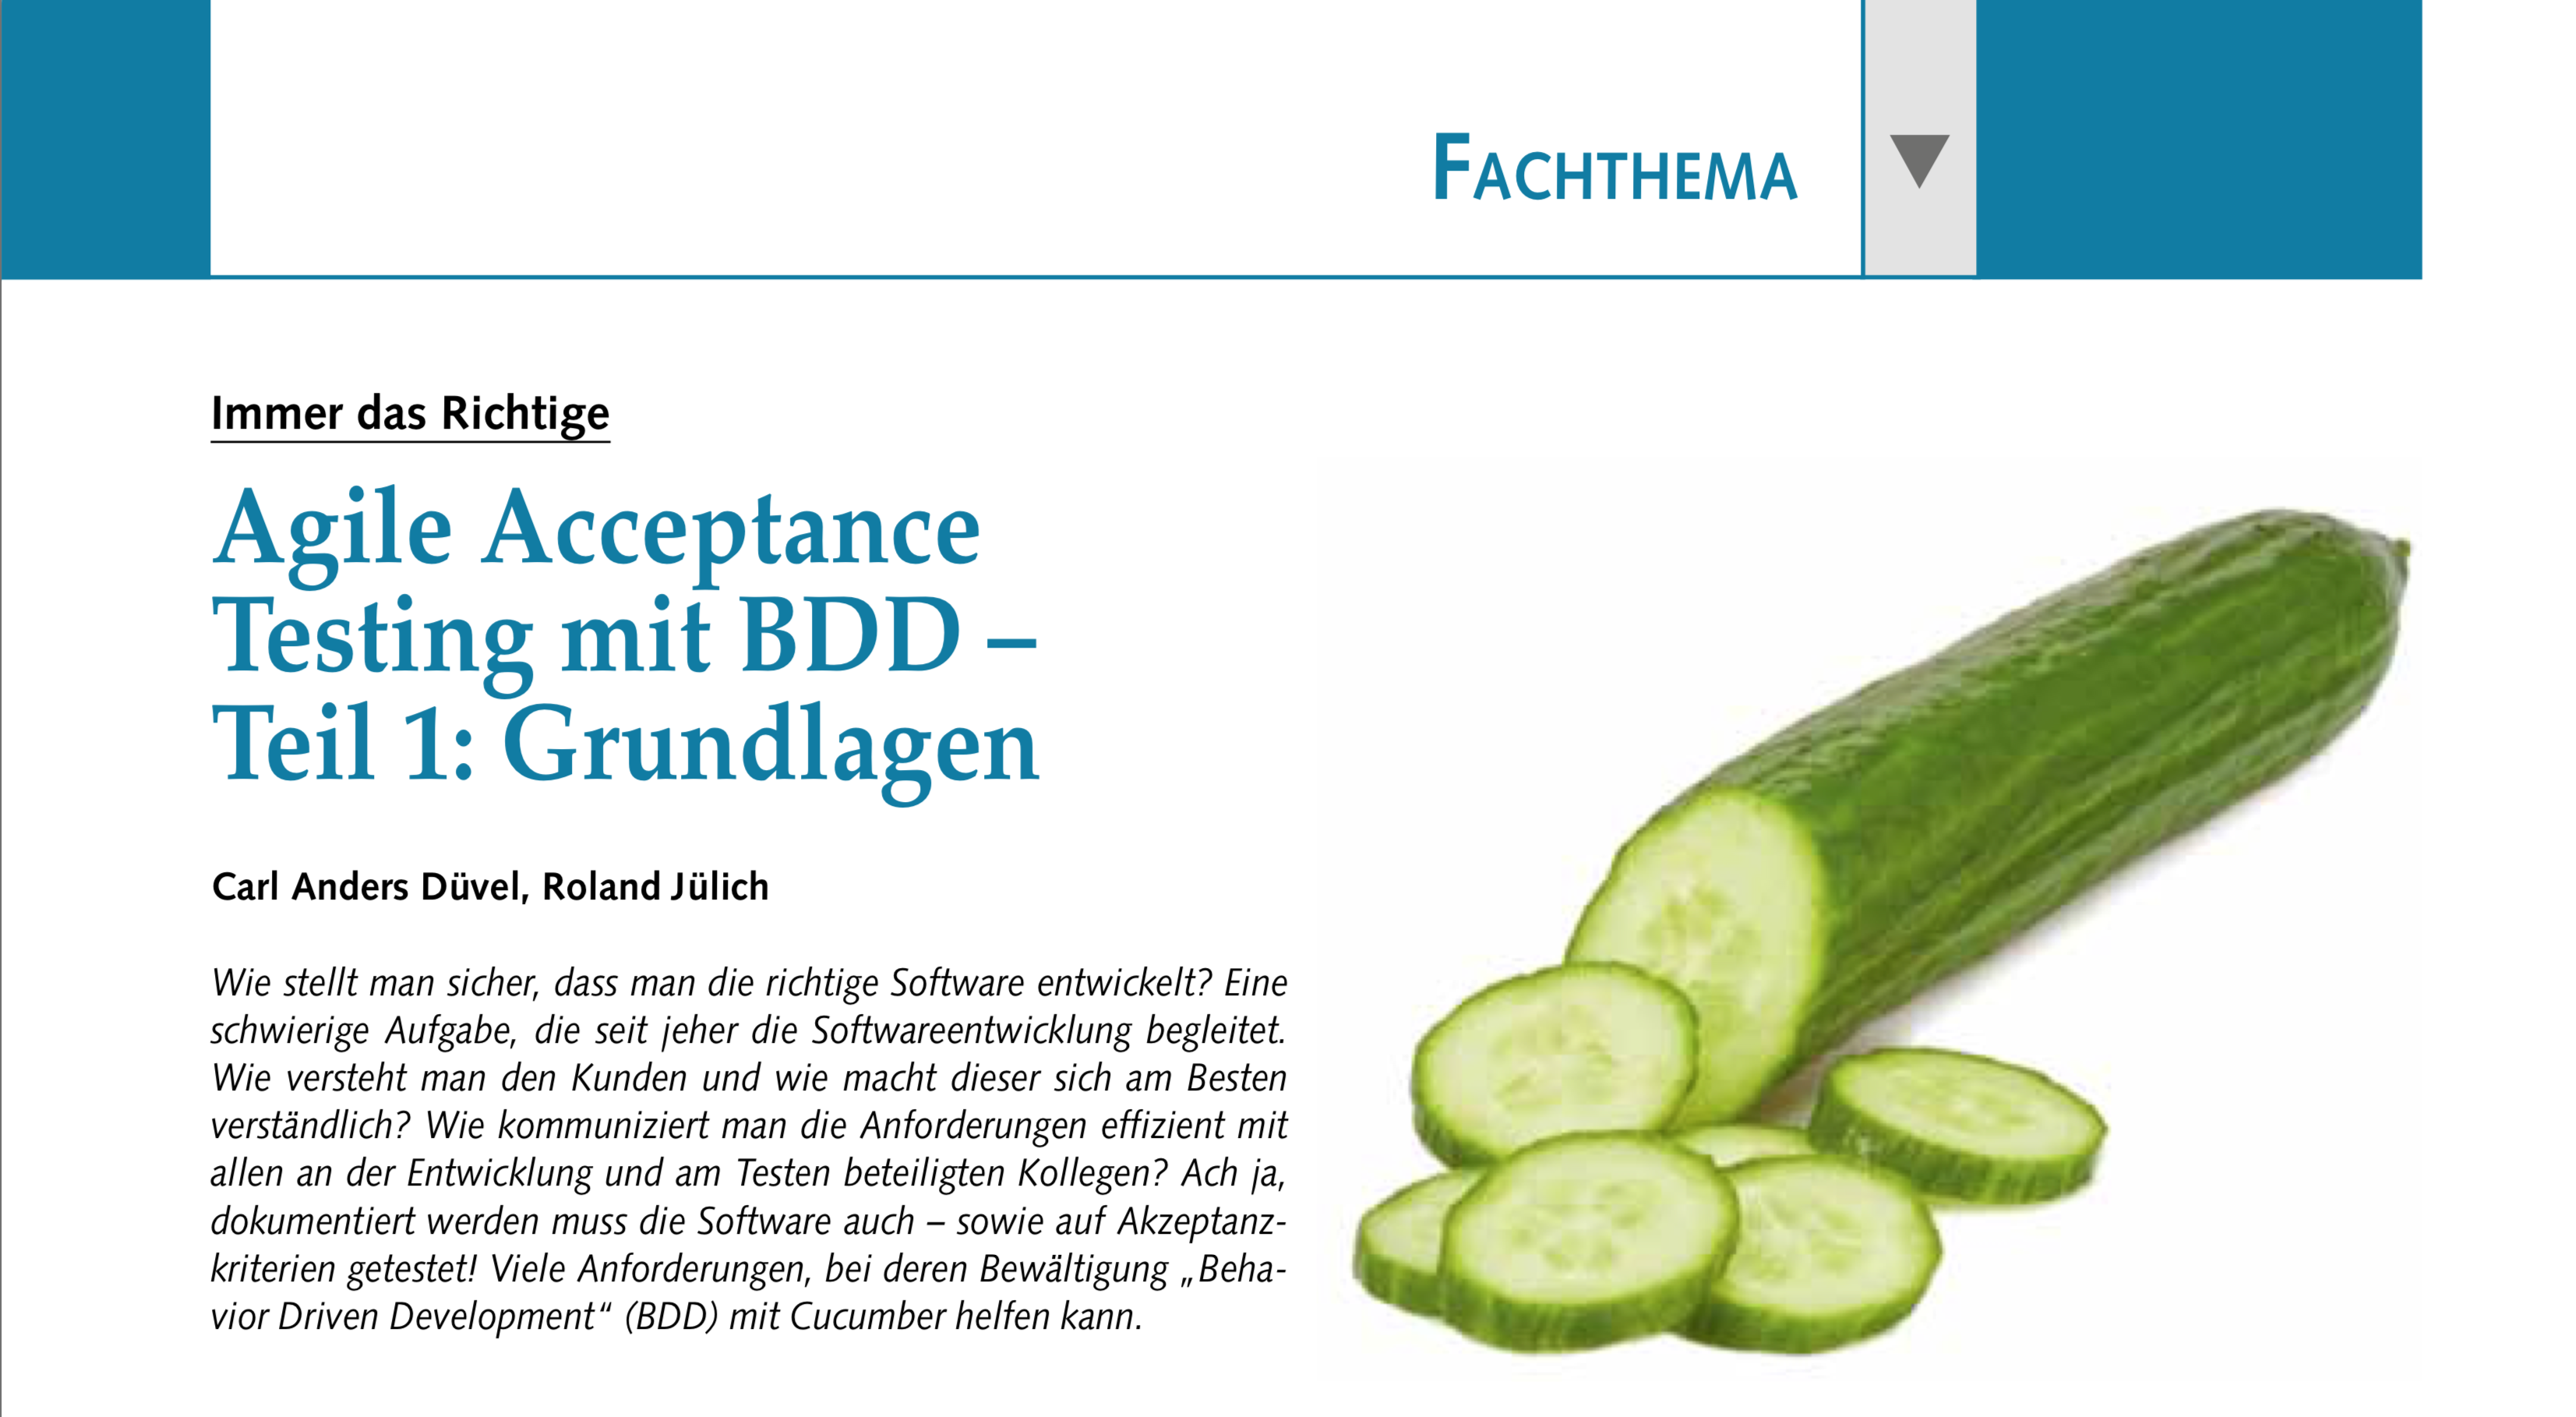 FACHTHEMA
Immer das Richtige
Agile Acceptance
Testing mit BDD –
Teil 1: Grundlagen
Carl Anders Düvel, Roland Jülich
Wie stellt man sicher, dass man die richtige Software entwickelt? Eine
schwierige Aufgabe, die seit jeher die Softwareentwicklung begleitet.
Wie versteht man den Kunden und wie macht dieser sich am Besten
verständlich? Wie kommuniziert man die Anforderungen effizient mit
allen an der Entwicklung und am Testen beteiligten Kollegen? Ach ja,
dokumentiert werden muss die Software auch – sowie auf Akzeptanz-
kriterien getestet! Viele Anforderungen, bei deren Bewältigung „Beha-
vior Driven Development“ (BDD) mit Cucumber helfen kann.